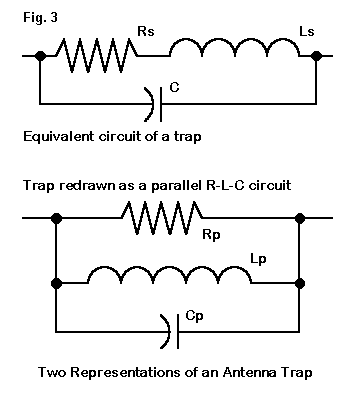 Fig. 3
Rs
Ls
C
Equivalent circuit of a trap
Trap redrawn as a parallel R-L-C circuit
Rp
Lp
Cp
Two Representations of an Antenna Trap